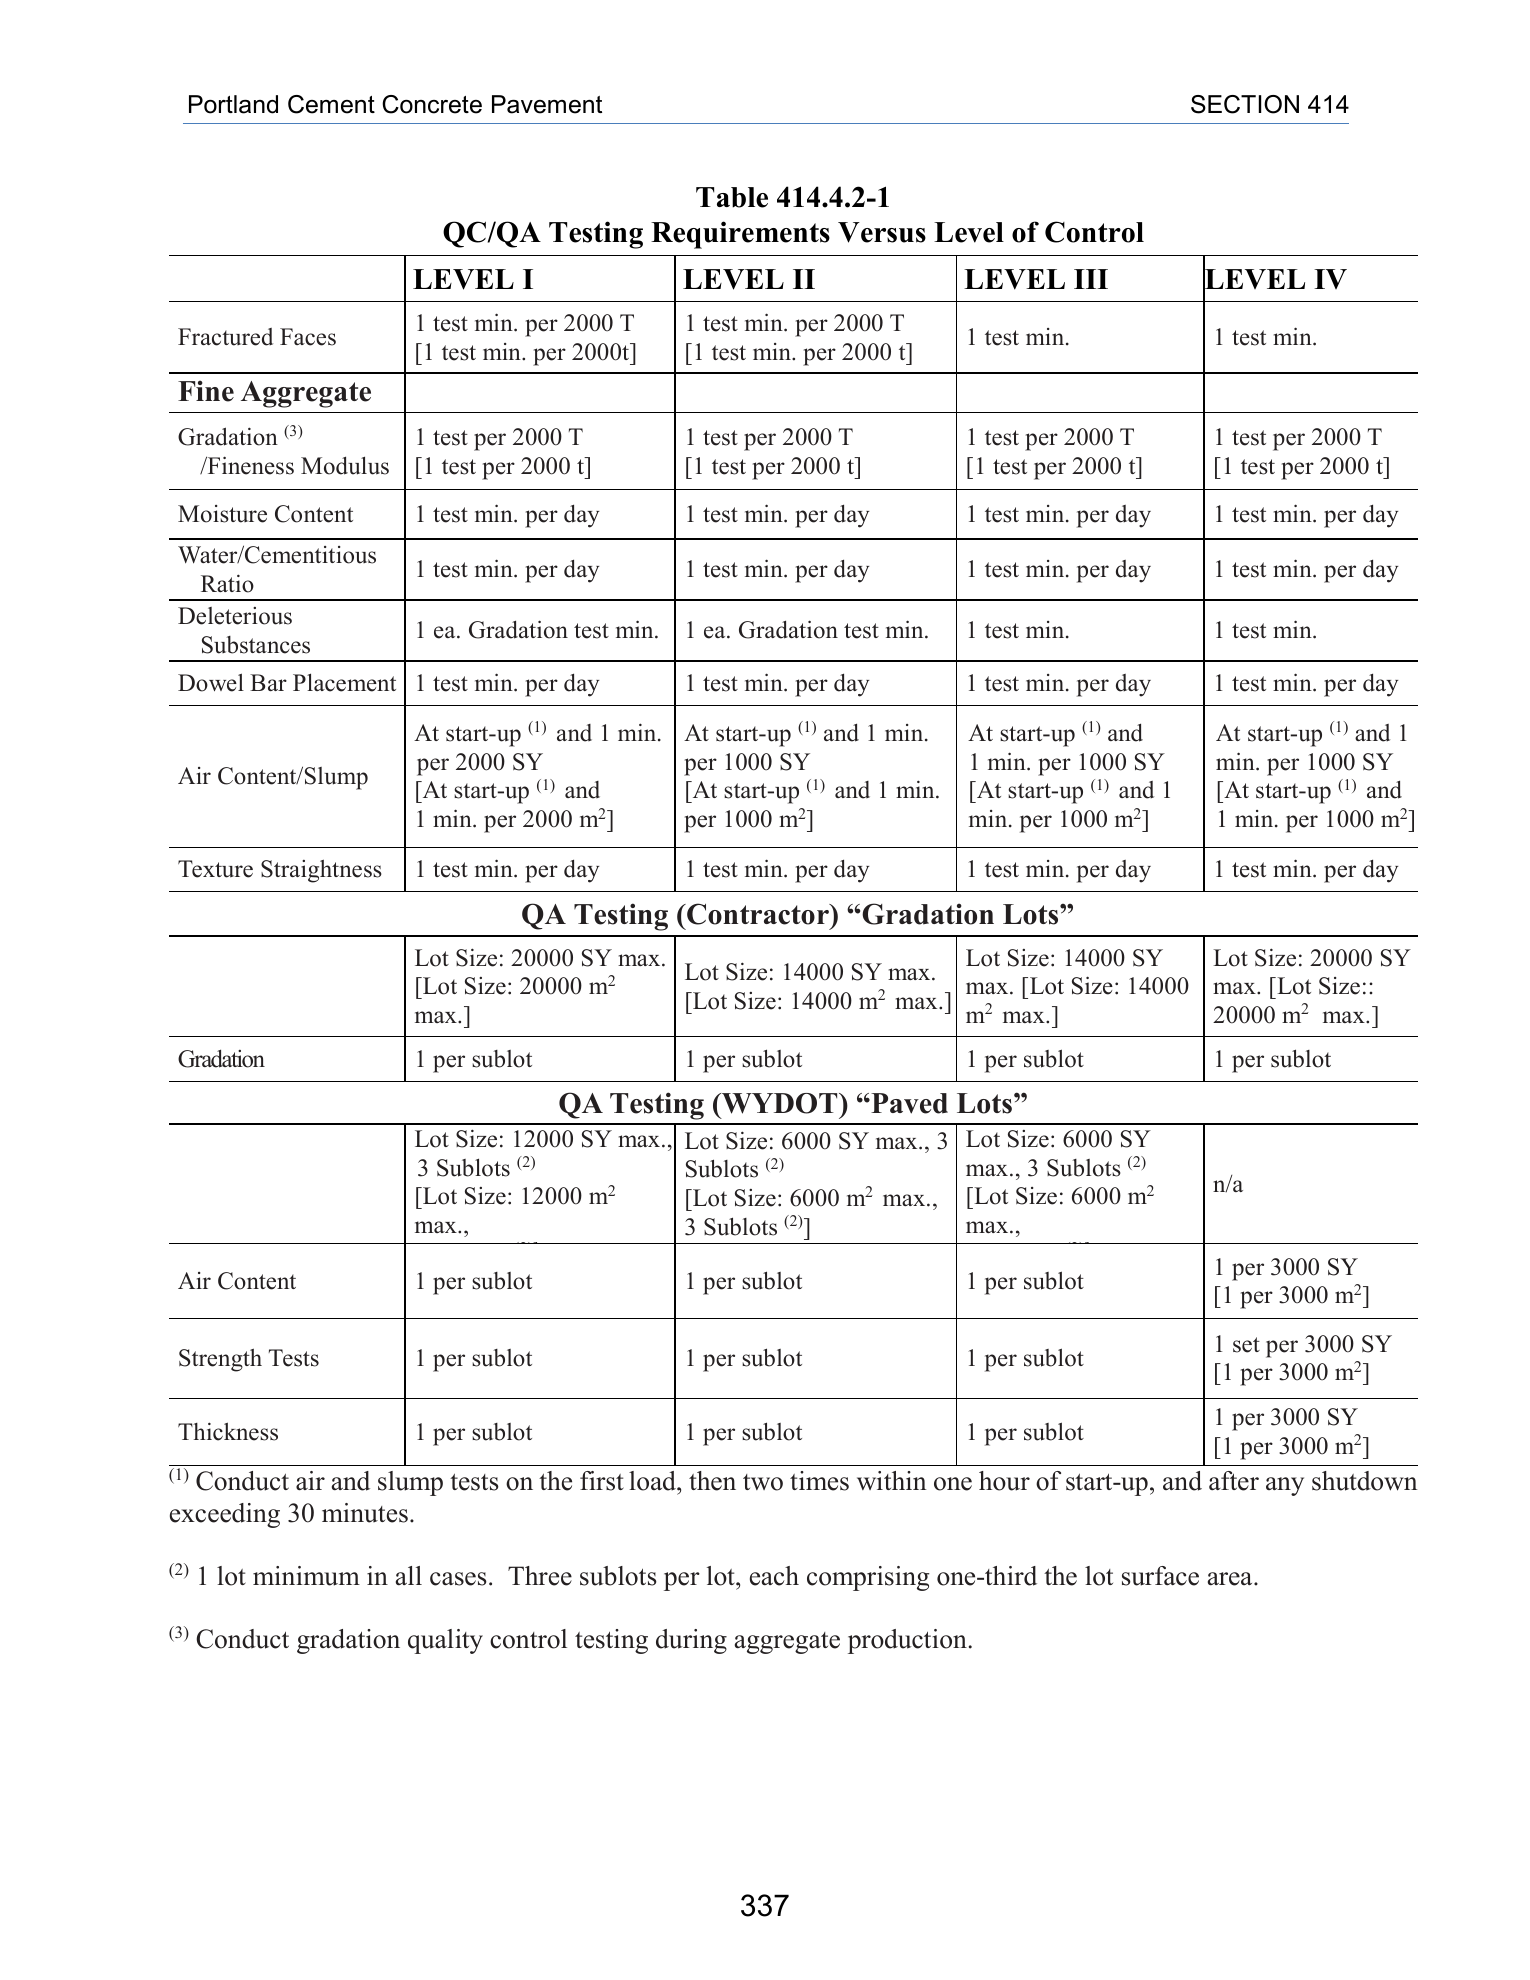 Portland Cement Concrete Pavement SECTION 414
Table 414.4.2-1
QC/QA Testing Requirements Versus Level of Control
LEVEL I LEVEL II LEVEL III LEVEL IV
Fractured Faces
1 test min. per 2000 T
[1 test min. per 2000t]
1 test min. per 2000 T
[1 test min. per 2000 t]
1 test min.
1 test min.
Fine Aggregate
Gradation (3)
/Fineness Modulus
1 test per 2000 T
[1 test per 2000 t]
1 test per 2000 T
[1 test per 2000 t]
1 test per 2000 T
[1 test per 2000 t]
1 test per 2000 T
[1 test per 2000 t]
Moisture Content
1 test min. per day
1 test min. per day
1 test min. per day
1 test min. per day
Water/Cementitious
Ratio
1 test min. per day
1 test min. per day
1 test min. per day
1 test min. per day
Deleterious
Substances
1 ea. Gradation test min.
1 ea. Gradation test min.
1 test min.
1 test min.
Dowel Bar Placement
1 test min. per day
1 test min. per day
1 test min. per day
1 test min. per day
Air Content/Slump
At start-up (1) and 1 min.
per 2000 SY
[At start-up (1) and
1 min. per 2000 m²]
At start-up (1) and 1 min.
per 1000 SY
[At start-up (1) and 1 min.
per 1000 m²]
At start-up (1) and
1 min. per 1000 SY
[At start-up (1) and 1
min. per 1000 m²]
At start-up (1) and 1
min. per 1000 SY
[At start-up (1) and
1 min. per 1000 m²]
Texture Straightness
1 test min. per day
1 test min. per day
1 test min. per day
1 test min. per day
QA Testing (Contractor) “Gradation Lots”
Lot Size: 20000 SY max.
[Lot Size: 20000 m²
max.]
Lot Size: 14000 SY max.
[Lot Size: 14000 m² max.]
Lot Size: 14000 SY
max. [Lot Size: 14000
m² max.]
Lot Size: 20000 SY
max. [Lot Size::
20000 m² max.]
Gradation
1 per sublot
1 per sublot
1 per sublot
1 per sublot
QA Testing (WYDOT) “Paved Lots”
Lot Size: 12000 SY max.,
3 Sublots (2)
[Lot Size: 12000 m²
max.,
Lot Size: 6000 SY max., 3
Sublots (2)
[Lot Size: 6000 m² max.,
3 Sublots (2)]
Lot Size: 6000 SY
max., 3 Sublots (2)
[Lot Size: 6000 m²
max.,
n/a
Air Content
1 per sublot
1 per sublot
1 per sublot
1 per 3000 SY
[1 per 3000 m²]
Strength Tests
1 per sublot
1 per sublot
1 per sublot
1 set per 3000 SY
[1 per 3000 m²]
Thickness
1 per sublot
1 per sublot
1 per sublot
1 per 3000 SY
[1 per 3000 m²]
(1) Conduct air and slump tests on the first load, then two times within one hour of start-up, and after any shutdown
exceeding 30 minutes.
(2) 1 lot minimum in all cases. Three sublots per lot, each comprising one-third the lot surface area.
(3) Conduct gradation quality control testing during aggregate production.
337